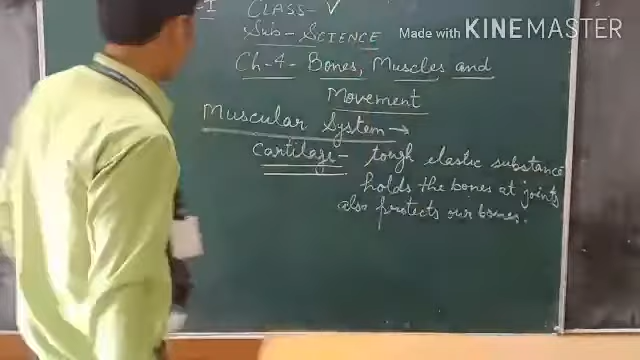 -I CLASS- V
Made with KINEMASTER
Sub- SCIENCE
Ch-4- Bones, Muscles and
Movement
Muscular System →
Cartilage- tough elastic substance
holds the bones at joints
also protects our bones.